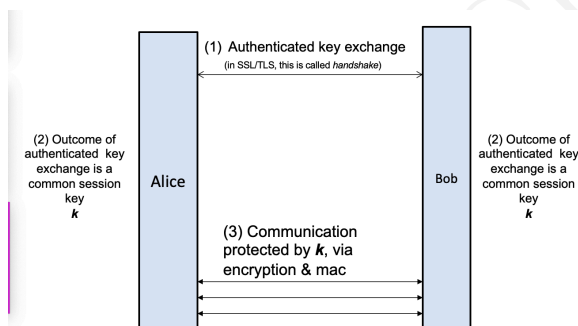 (1) Authenticated key exchange
(in SSL/TLS, this is called handshake)
(2) Outcome of
authenticated key
exchange is a
common session
key
k
Alice
Bob
(2) Outcome of
authenticated key
exchange is a
common session
key
k
(3) Communication
protected by k, via
encryption & mac